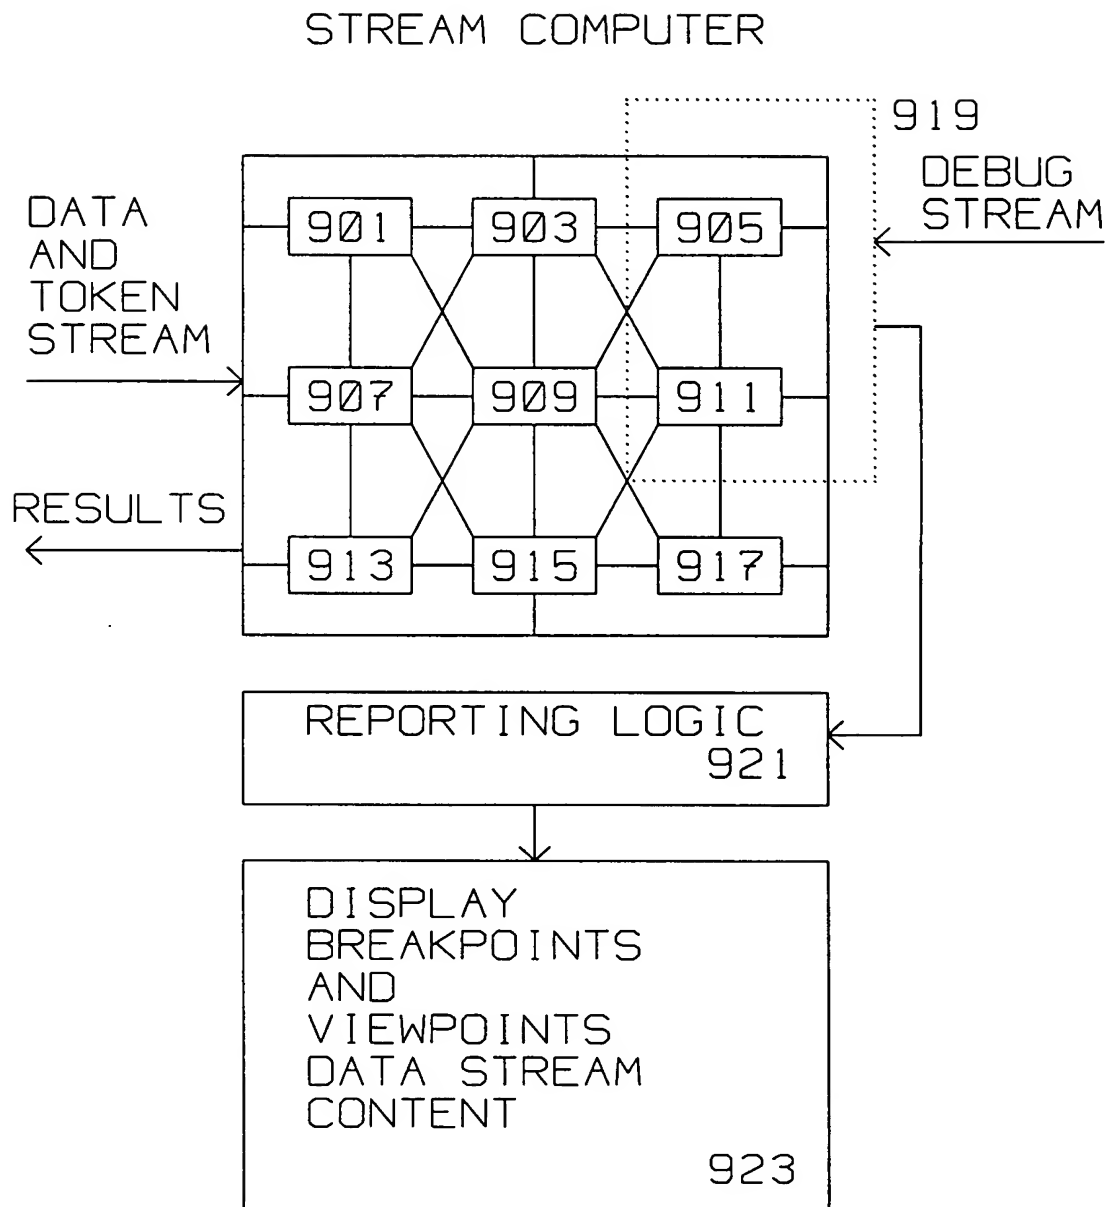 STREAM COMPUTER
919
DEBUG
STREAM
DATA
AND
TOKEN
STREAM
901 903 905
907 909 911
RESULTS
913 915 917
REPORTING LOGIC
921
DISPLAY
BREAKPOINTS
AND
VIEWPOINTS
DATA STREAM
CONTENT
923